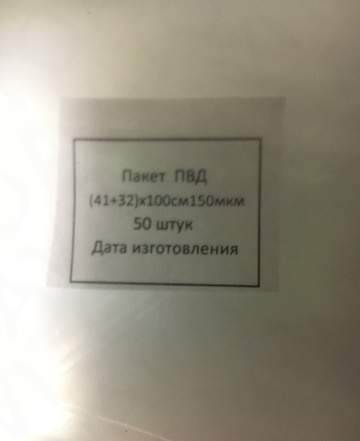 Пакет ПВД
(41+32)х100см150мкм
50 штук
Дата изготовления